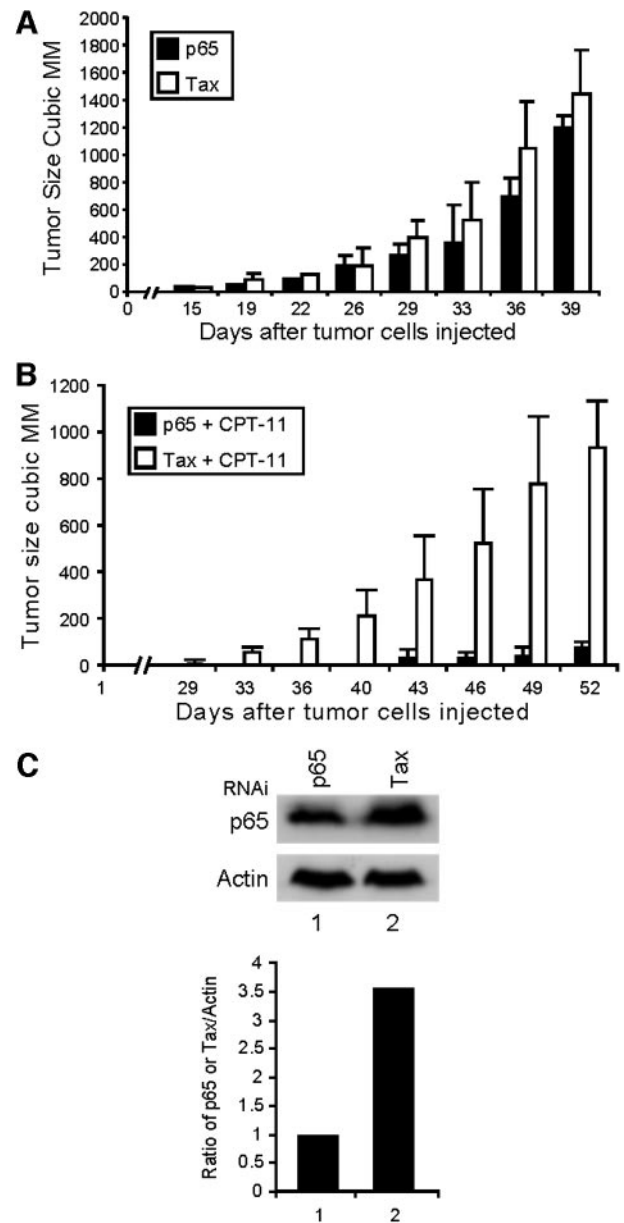 A
Tumor Size Cubic MM
2000
1800
1600
1400
1200
1000
800
600
400
200
0
p65
Tax
0 15 19 22 26 29 33 36 39
Days after tumor cells injected
B
Tumor size cubic MM
1200
1000
800
600
400
200
0
p65 + CPT-11
Tax + CPT-11
1 29 33 36 40 43 46 49 52
Days after tumor cells injected
C
RNAi p65 Tax
p65
Actin
1 2
Ratio of p65 or Tax/Actin
4
3.5
3
2.5
2
1.5
1
0.5
0
1 2